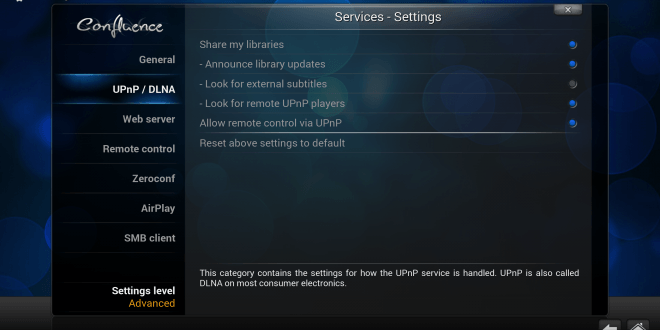 Confluence
Services - Settings
General
UPnP / DLNA
Web server
Remote control
Zeroconf
AirPlay
SMB client
Settings level
Advanced
Share my libraries
- Announce library updates
- Look for external subtitles
- Look for remote UPnP players
Allow remote control via UPnP
Reset above settings to default
This category contains the settings for how the UPnP service is handled. UPnP is also called
DLNA on most consumer electronics.